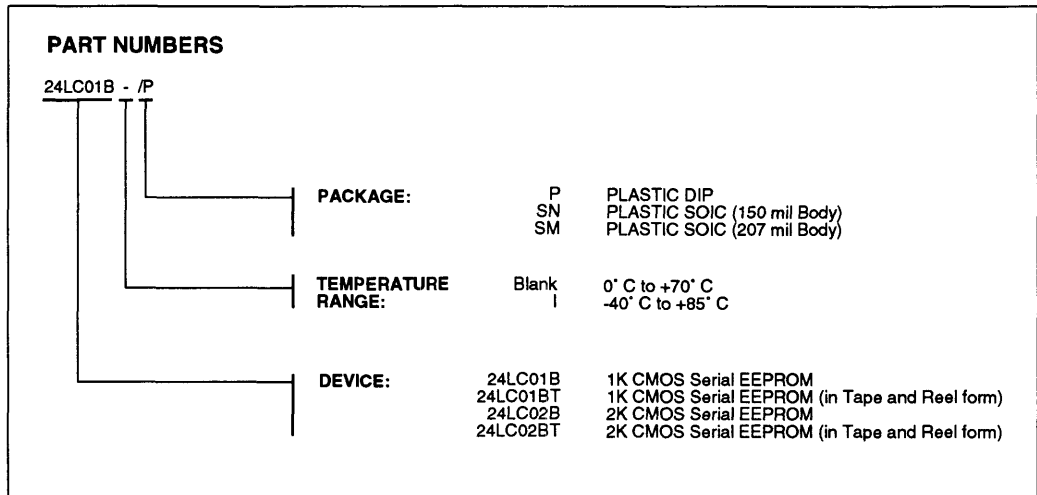 PART NUMBERS
24LC01B - /P
PACKAGE: P PLASTIC DIP
SN PLASTIC SOIC (150 mil Body)
SM PLASTIC SOIC (207 mil Body)
TEMPERATURE Blank 0° C to +70° C
RANGE: I -40° C to +85° C
DEVICE: 24LC01B 1K CMOS Serial EEPROM
24LC01BT 1K CMOS Serial EEPROM (in Tape and Reel form)
24LC02B 2K CMOS Serial EEPROM
24LC02BT 2K CMOS Serial EEPROM (in Tape and Reel form)